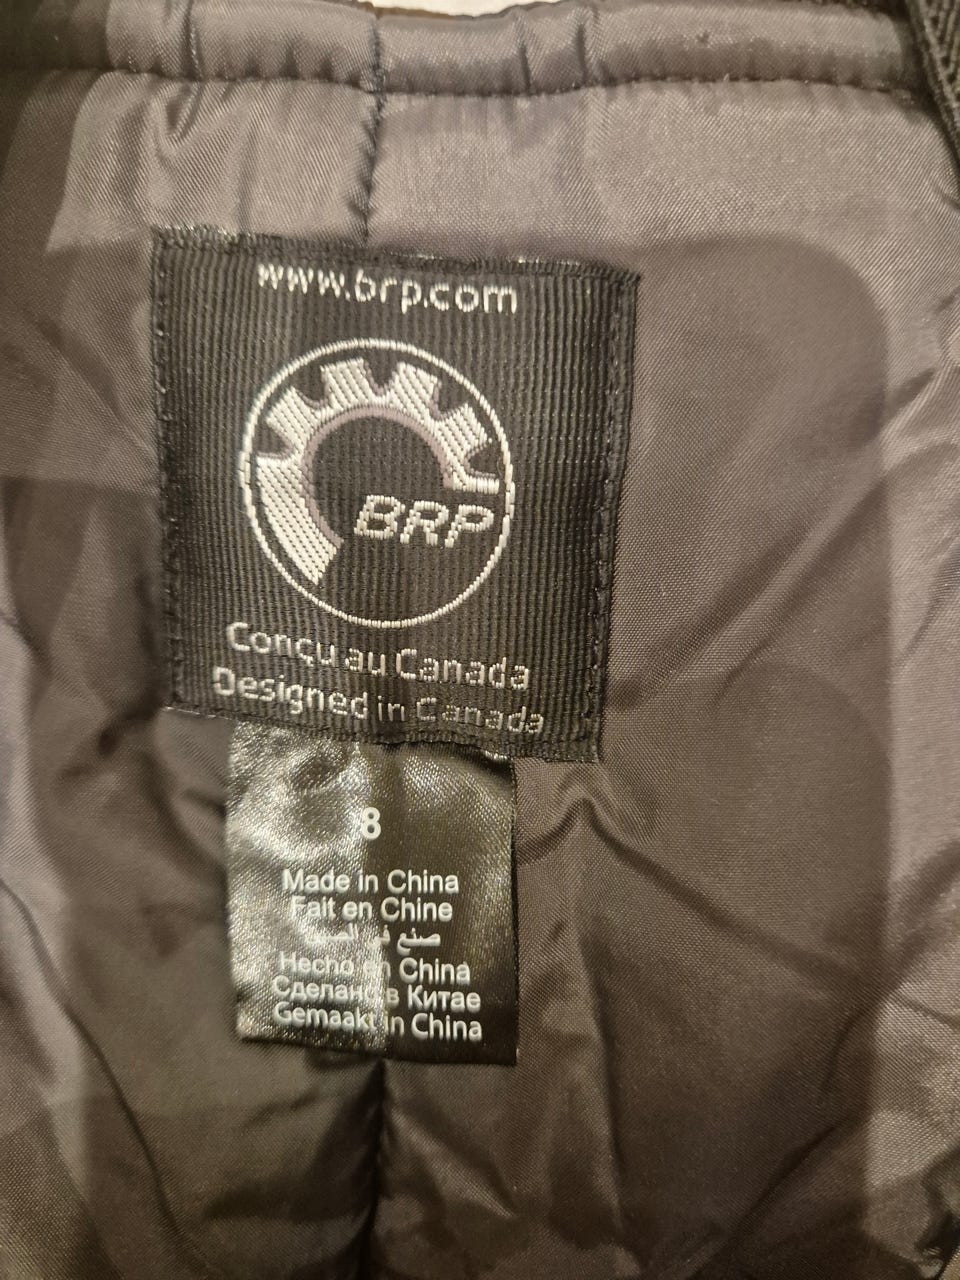 www.brp.com
BRP
Conçu au Canada
Designed in Canada
8
Made in China
Fait en Chine
صنع في الصين
Hecho en China
Сделано в Китае
Gemaakt in China